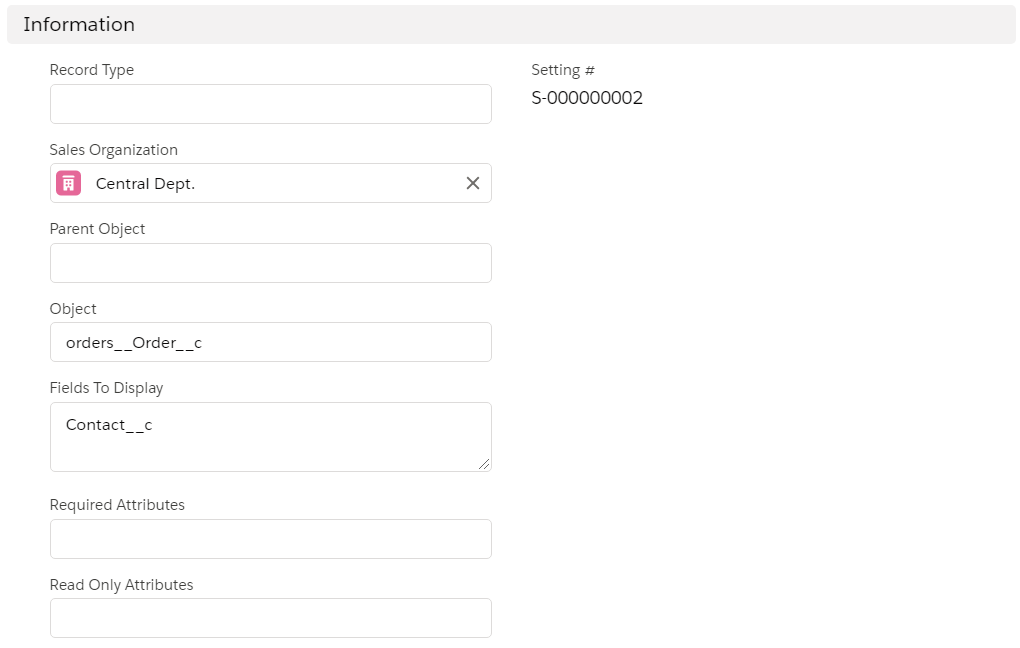 Information
Record Type
Setting #
S-000000002
Sales Organization
Central Dept.
Parent Object
Object
orders__Order__c
Fields To Display
Contact__c
Required Attributes
Read Only Attributes